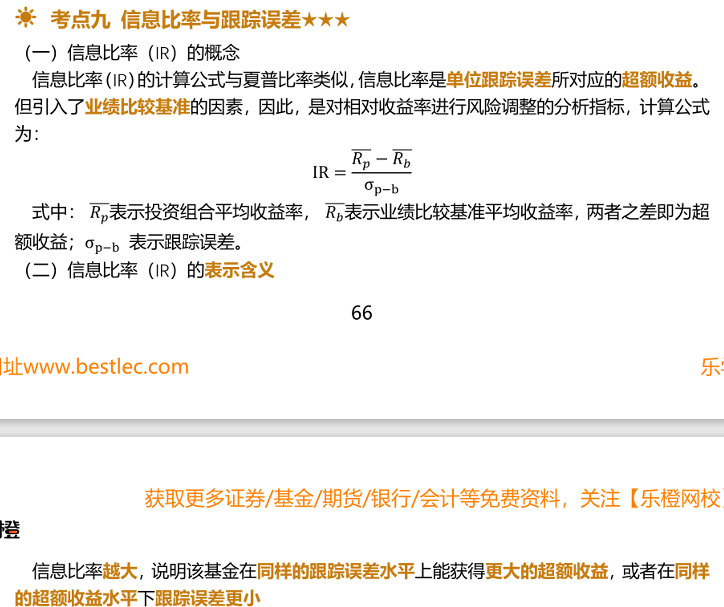 考点九 信息比率与跟踪误差★★★
（一）信息比率（IR）的概念
信息比率(IR)的计算公式与夏普比率类似,信息比率是单位跟踪误差所对应的超额收益。
但引入了业绩比较基准的因素，因此，是对相对收益率进行风险调整的分析指标，计算公式
为：
IR = (R̅p − R̅b) / σp−b
式中： R̅p表示投资组合平均收益率， R̅b表示业绩比较基准平均收益率,两者之差即为超
额收益；σp−b 表示跟踪误差。
（二）信息比率（IR）的表示含义
66
址www.bestlec.com
乐
获取更多证券/基金/期货/银行/会计等免费资料，关注【乐橙网校
橙
信息比率越大，说明该基金在同样的跟踪误差水平上能获得更大的超额收益，或者在同样
的超额收益水平下跟踪误差更小